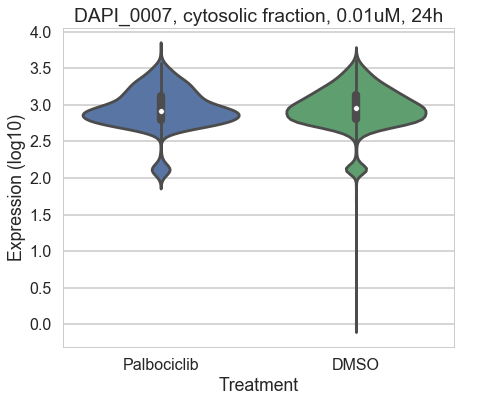 DAPI_0007, cytosolic fraction, 0.01uM, 24h
4.0
3.5
3.0
2.5
2.0
1.5
1.0
0.5
0.0
Expression (log10)
Palbociclib DMSO
Treatment